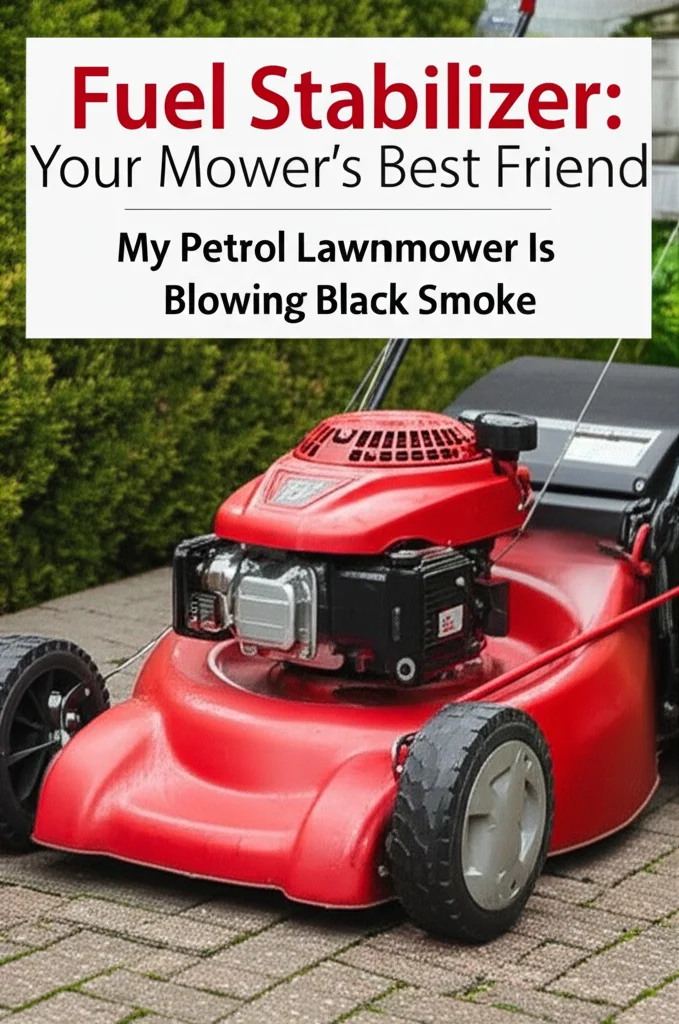 Fuel Stabilizer:
Your Mower's Best Friend
My Petrol Lawnmower Is
Blowing Black Smoke